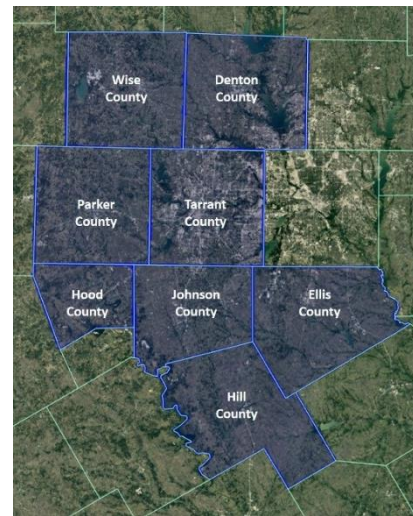 Wise
County
Denton
County
Parker
County
Tarrant
County
Hood
County
Johnson
County
Ellis
County
Hill
County